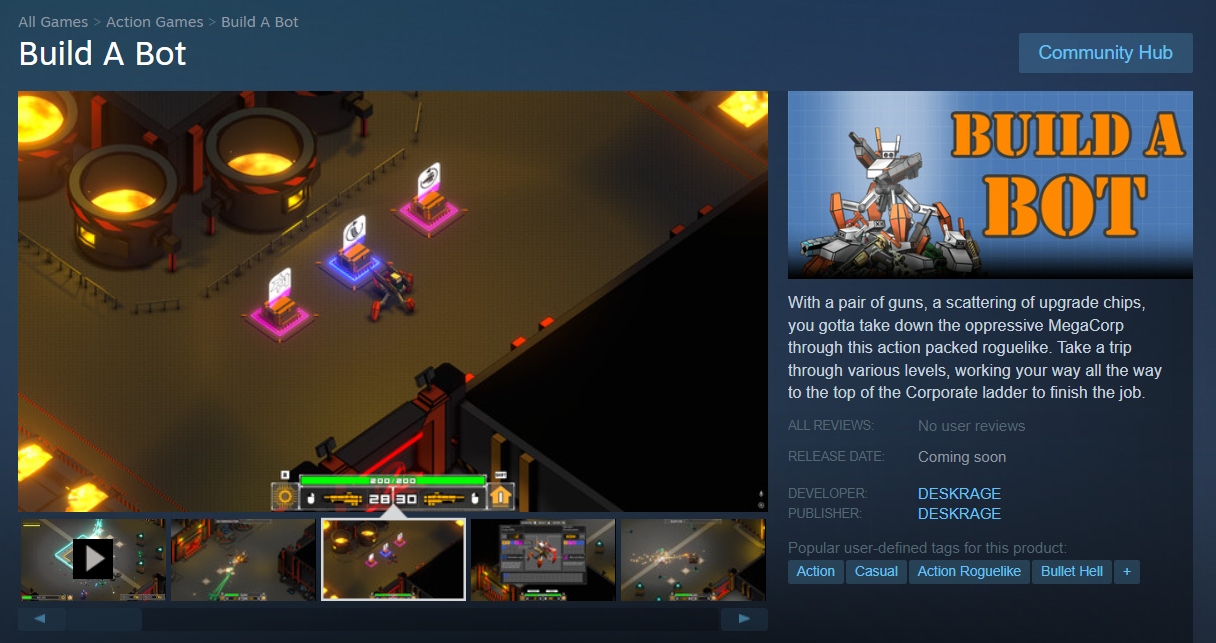 All Games > Action Games > Build A Bot
Build A Bot
Community Hub
200/200
28 30
BUILD A
BOT
With a pair of guns, a scattering of upgrade chips,
you gotta take down the oppressive MegaCorp
through this action packed roguelike. Take a trip
through various levels, working your way all the way
to the top of the Corporate ladder to finish the job.
ALL REVIEWS: No user reviews
RELEASE DATE: Coming soon
DEVELOPER: DESKRAGE
PUBLISHER: DESKRAGE
Popular user-defined tags for this product:
Action Casual Action Roguelike Bullet Hell +